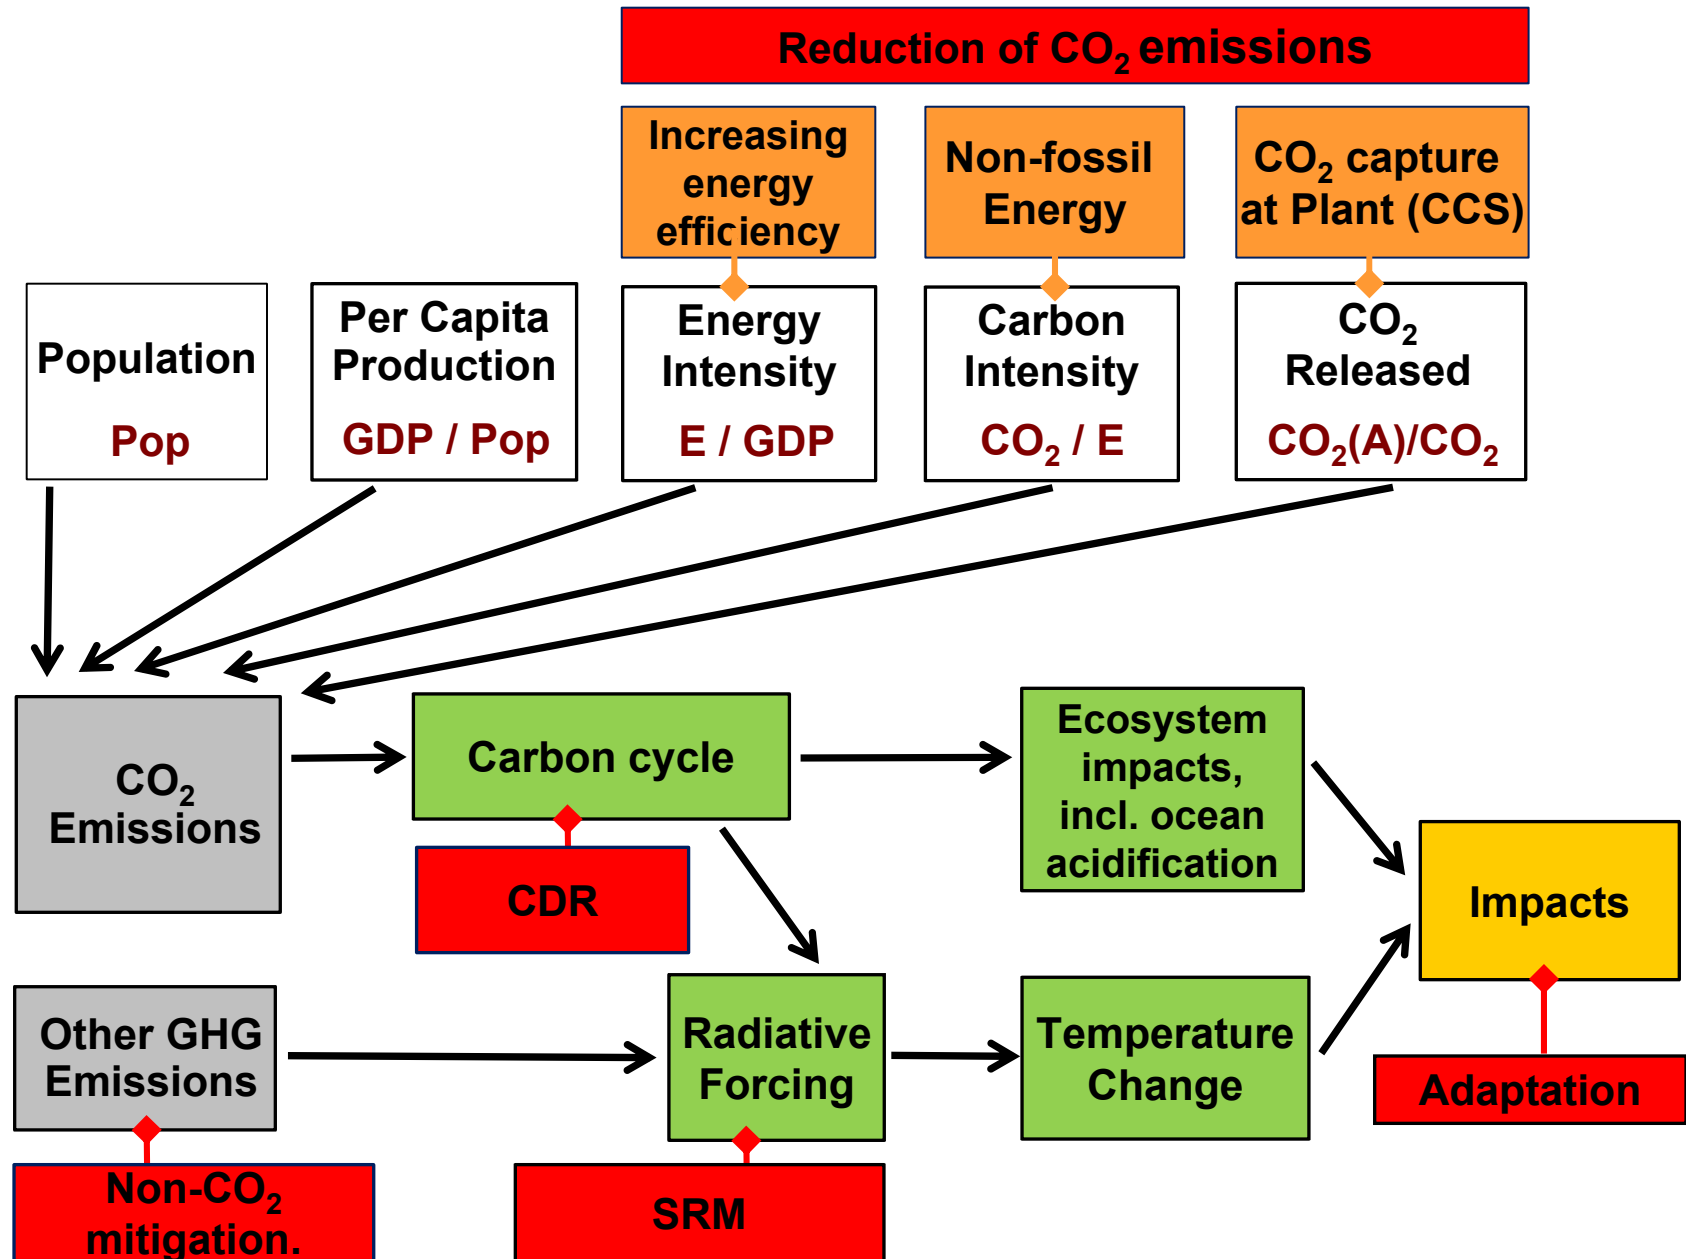 Reduction of CO₂ emissions
Increasing
energy
efficiency
Non-fossil
Energy
CO₂ capture
at Plant (CCS)
Population
Pop
Per Capita
Production
GDP / Pop
Energy
Intensity
E / GDP
Carbon
Intensity
CO₂ / E
CO₂
Released
CO₂(A)/CO₂
CO₂
Emissions
Carbon cycle
Ecosystem
impacts,
incl. ocean
acidification
CDR
Impacts
Other GHG
Emissions
Radiative
Forcing
Temperature
Change
Adaptation
Non-CO₂
mitigation.
SRM